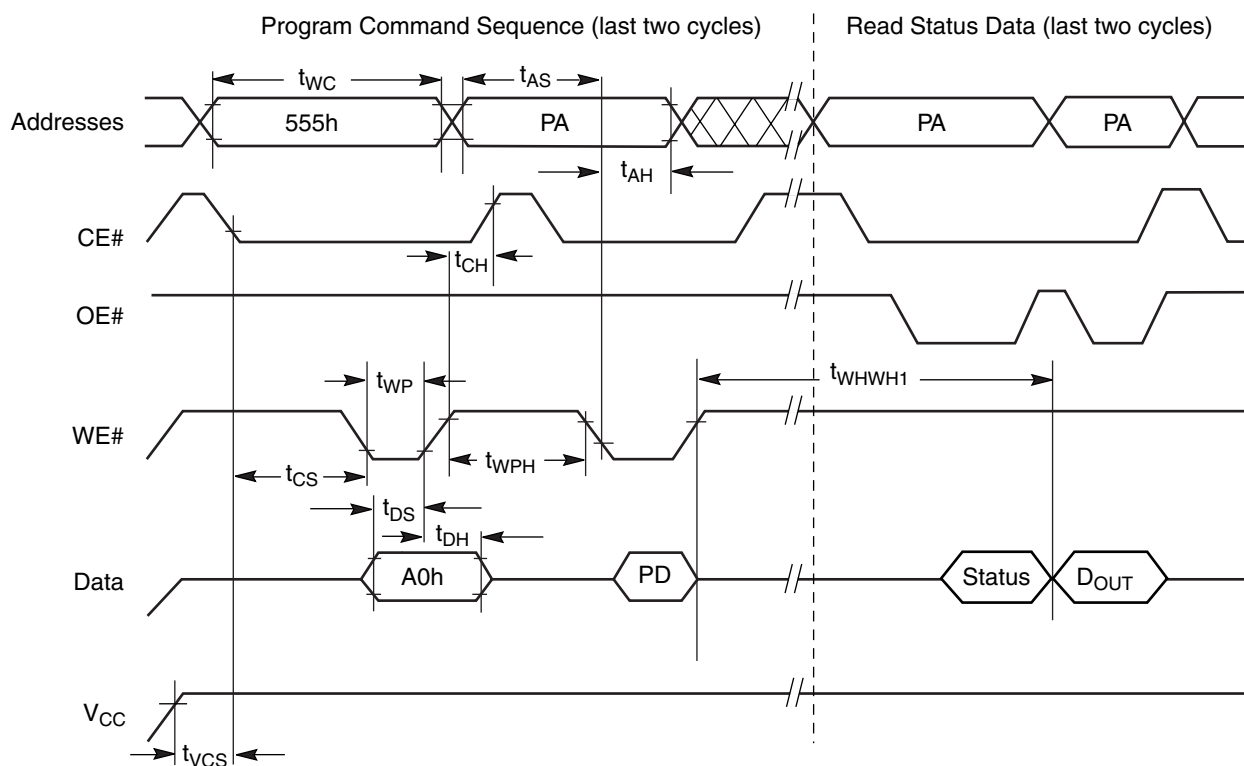 Program Command Sequence (last two cycles)
Read Status Data (last two cycles)
tWC
tAS
Addresses
555h
PA
PA
PA
tAH
CE#
tCH
OE#
tWP
tWHWH1
WE#
tCS
tWPH
tDS
tDH
Data
A0h
PD
Status
DOUT
VCC
tVCS